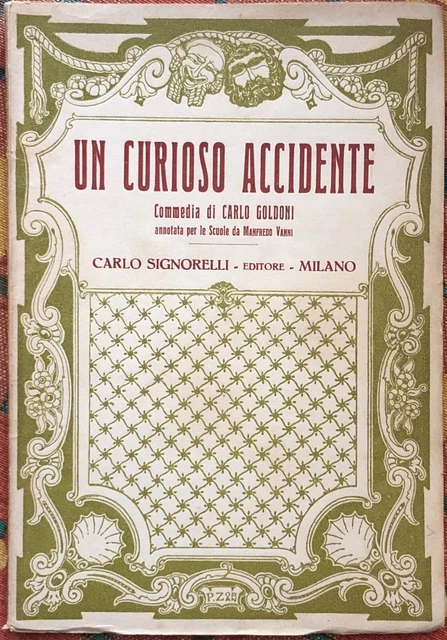 UN CURIOSO ACCIDENTE
Commedia di CARLO GOLDONI
annotata per le Scuole da MANFREDO VANNI
CARLO SIGNORELLI - EDITORE - MILANO